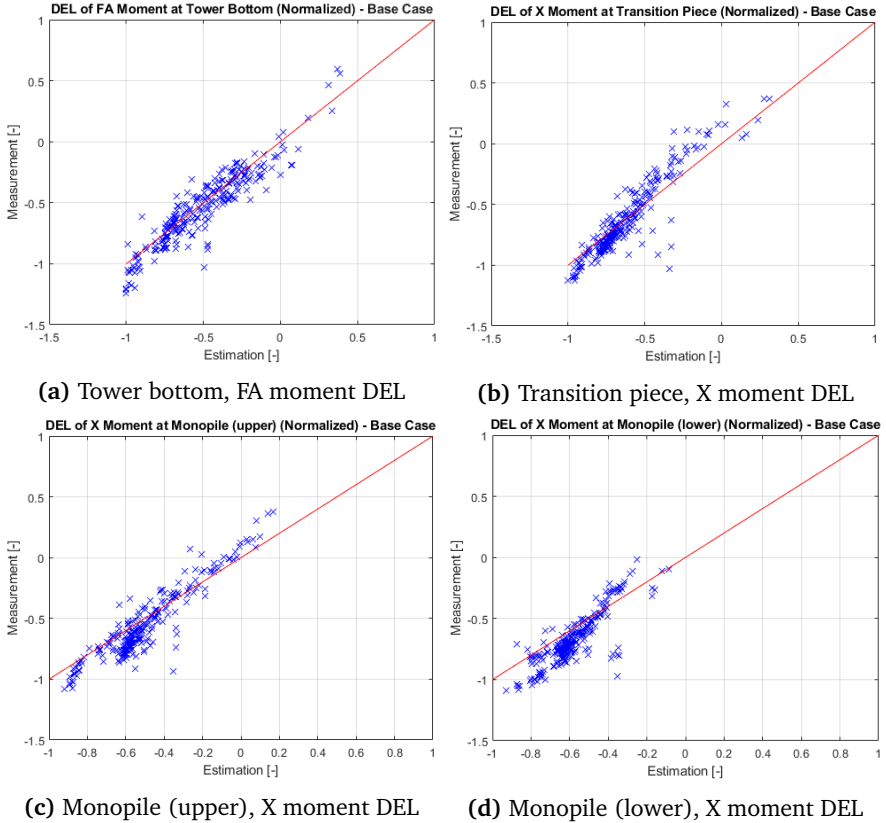 DEL of FA Moment at Tower Bottom (Normalized) - Base Case
1
0.5
0
-0.5
-1
-1.5
Measurement [-]
-1.5 -1 -0.5 0 0.5 1
Estimation [-]
(a) Tower bottom, FA moment DEL
DEL of X Moment at Transition Piece (Normalized) - Base Case
1
0.5
0
-0.5
-1
-1.5
Measurement [-]
-1.5 -1 -0.5 0 0.5 1
Estimation [-]
(b) Transition piece, X moment DEL
DEL of X Moment at Monopile (upper) (Normalized) - Base Case
1
0.5
0
-0.5
-1
-1.5
Measurement [-]
-1 -0.8 -0.6 -0.4 -0.2 0 0.2 0.4 0.6 0.8 1
Estimation [-]
(c) Monopile (upper), X moment DEL
DEL of X Moment at Monopile (lower) (Normalized) - Base Case
1
0.5
0
-0.5
-1
-1.5
Measurement [-]
-1 -0.8 -0.6 -0.4 -0.2 0 0.2 0.4 0.6 0.8 1
Estimation [-]
(d) Monopile (lower), X moment DEL